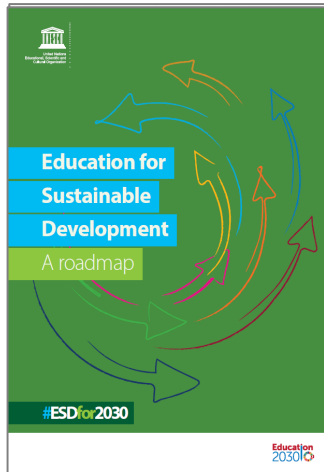 United Nations
Educational, Scientific and
Cultural Organization
Education for
Sustainable
Development
A roadmap
#ESDfor2030
Education
2030